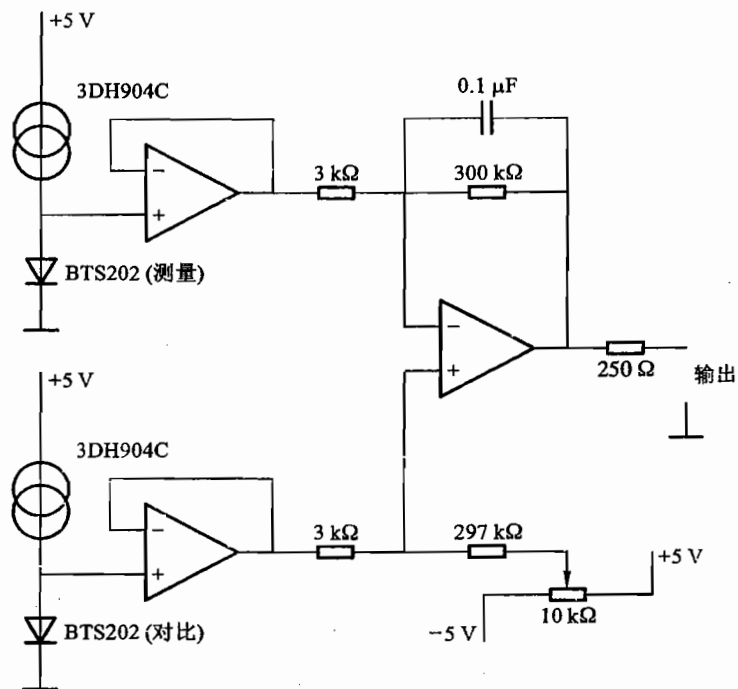 +5 V
3DH904C
0.1 μF
−
+
3 kΩ
300 kΩ
BTS202 (测量)
−
+
250 Ω
输出
+5 V
3DH904C
−
+
3 kΩ
297 kΩ
+5 V
−5 V
10 kΩ
BTS202 (对比)